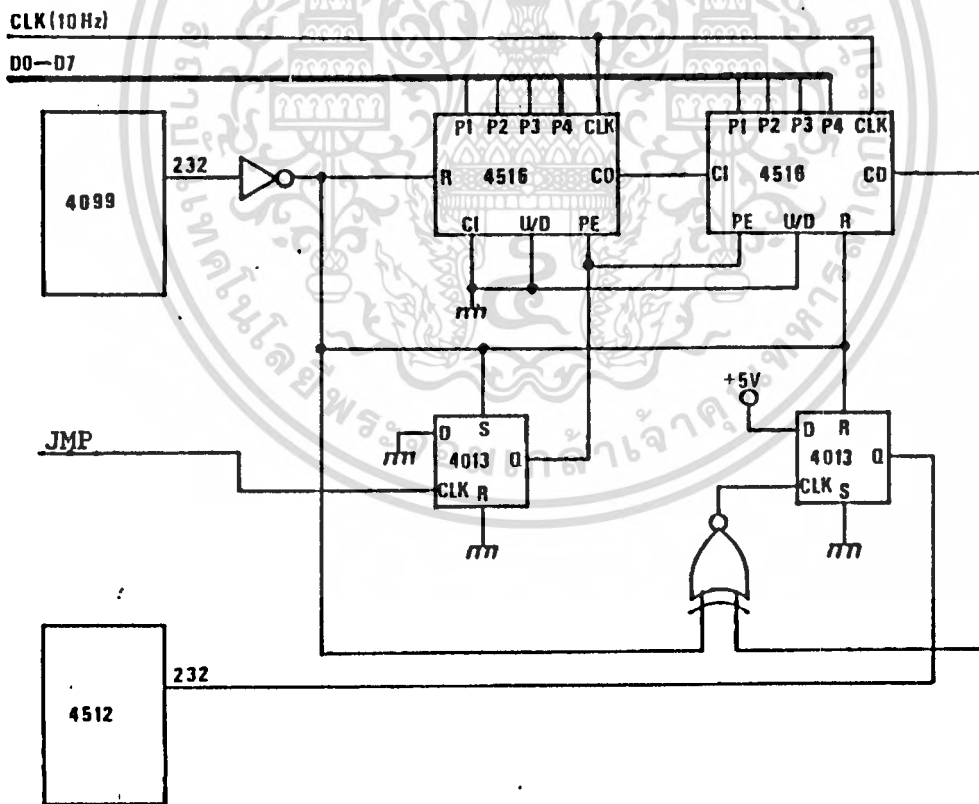 CLK(10Hz)
D0—D7
P1 P2 P3 P4 CLK
P1 P2 P3 P4 CLK
232
4099
R 4516 CO
CI 4516 CO
CI U/D PE
PE U/D R
+5V
D S
4013 Q
CLK R
JMP
D R
4013 Q
CLK S
232
4512